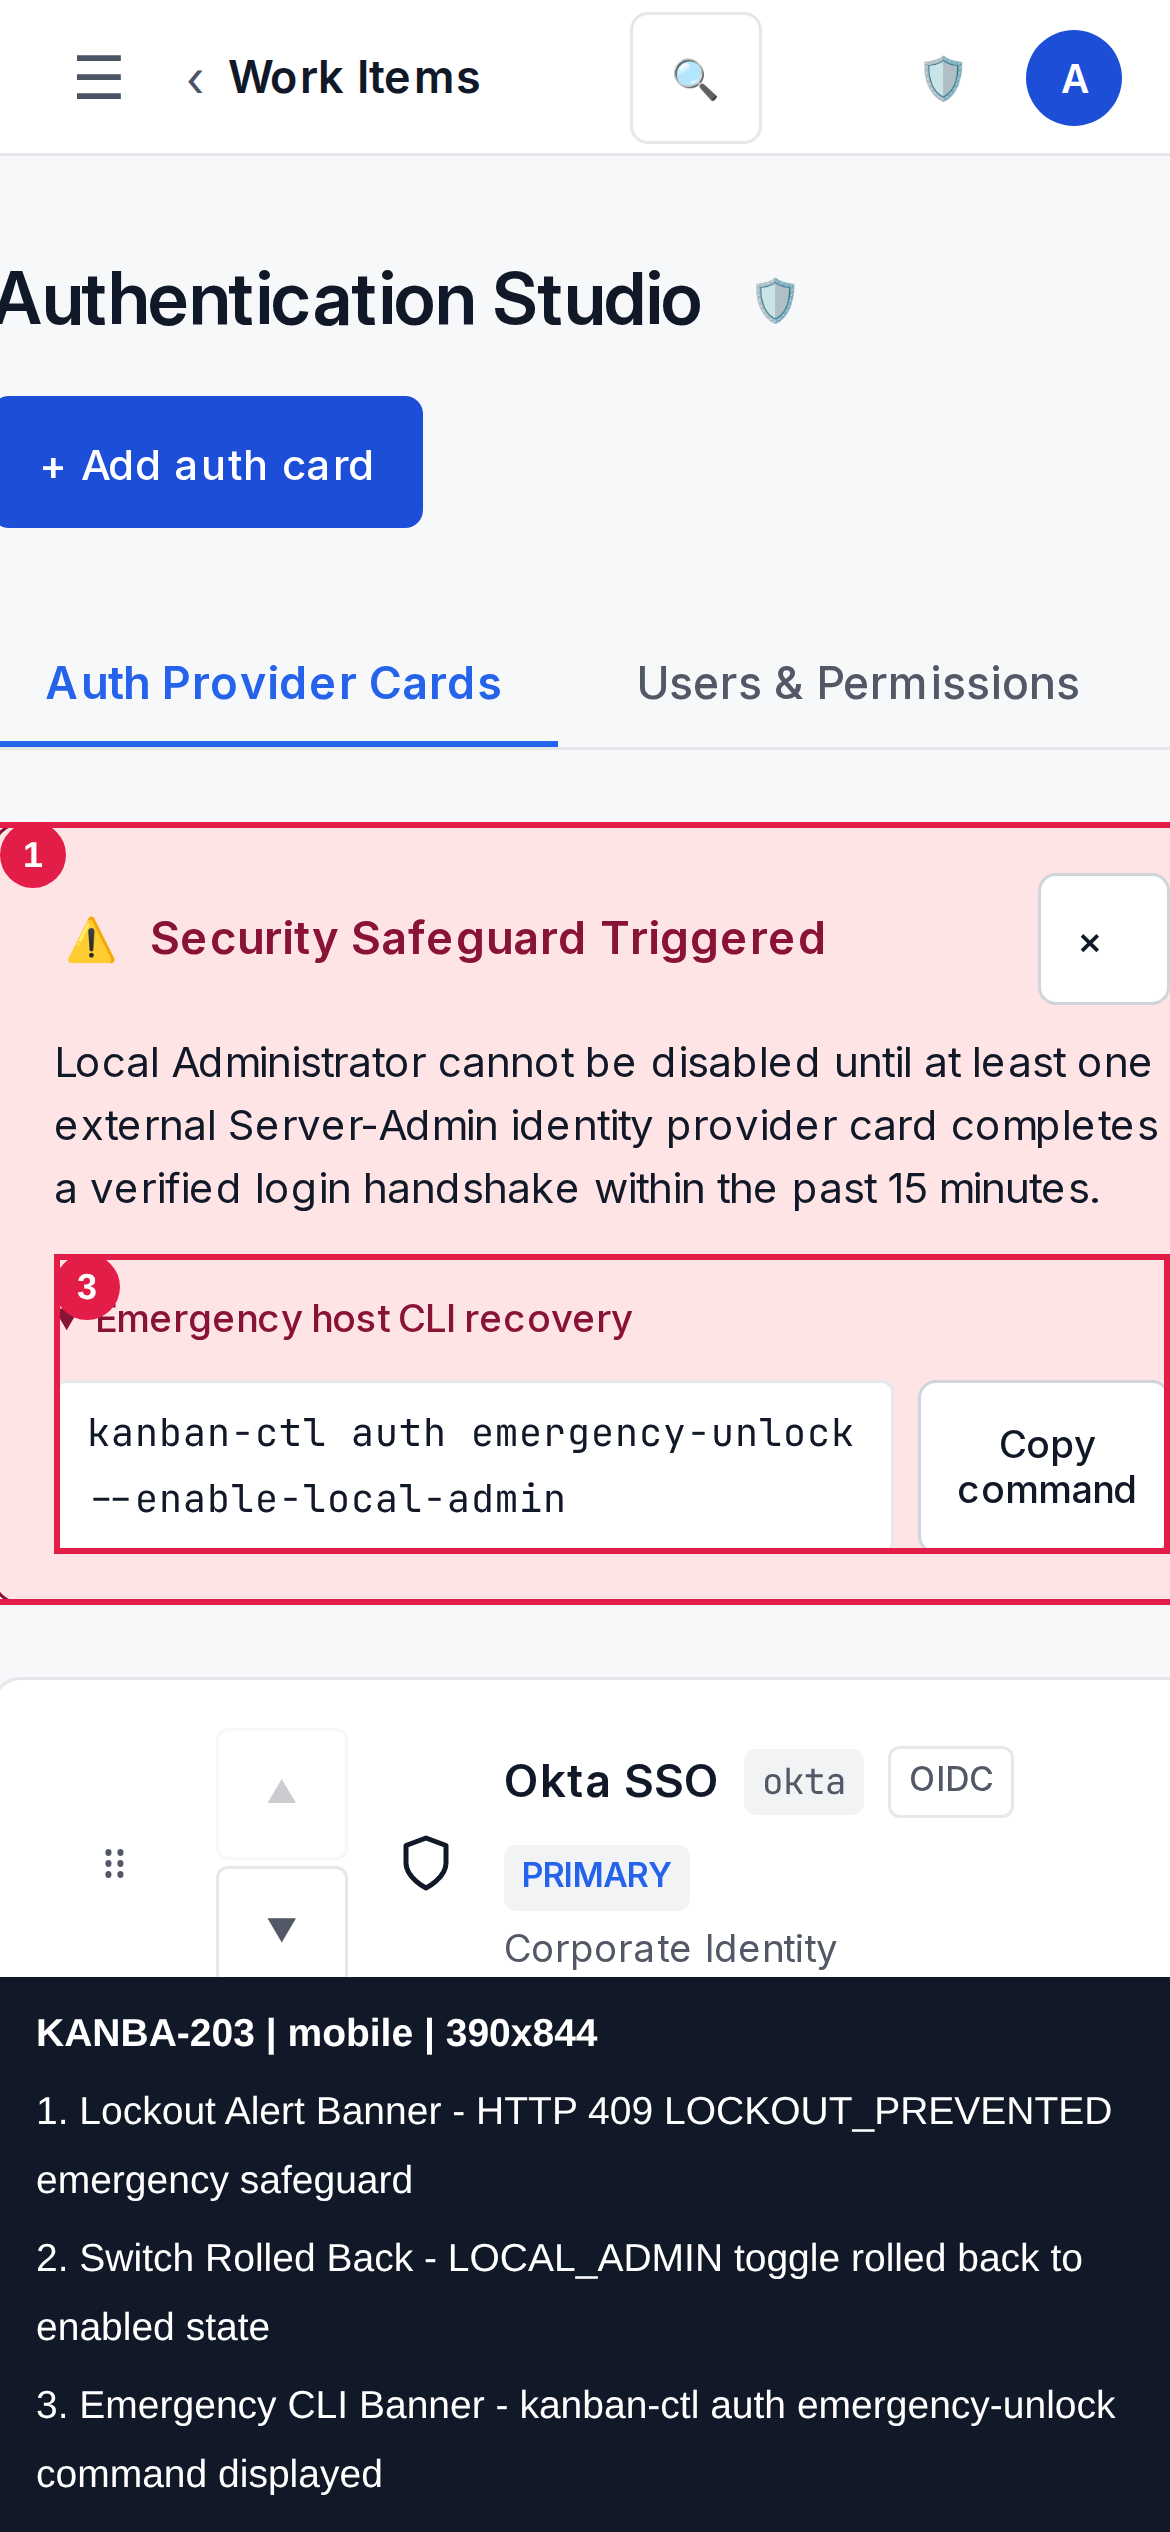 ☰ ‹ Work Items A
Authentication Studio
+ Add auth card
Auth Provider Cards Users & Permissions
1
Security Safeguard Triggered ×
Local Administrator cannot be disabled until at least one
external Server-Admin identity provider card completes
a verified login handshake within the past 15 minutes.
3
Emergency host CLI recovery
kanban-ctl auth emergency-unlock
--enable-local-admin
Copy
command
▲
Okta SSO okta OIDC
PRIMARY
▼
Corporate Identity
KANBA-203 | mobile | 390x844
1. Lockout Alert Banner - HTTP 409 LOCKOUT_PREVENTED
emergency safeguard
2. Switch Rolled Back - LOCAL_ADMIN toggle rolled back to
enabled state
3. Emergency CLI Banner - kanban-ctl auth emergency-unlock
command displayed